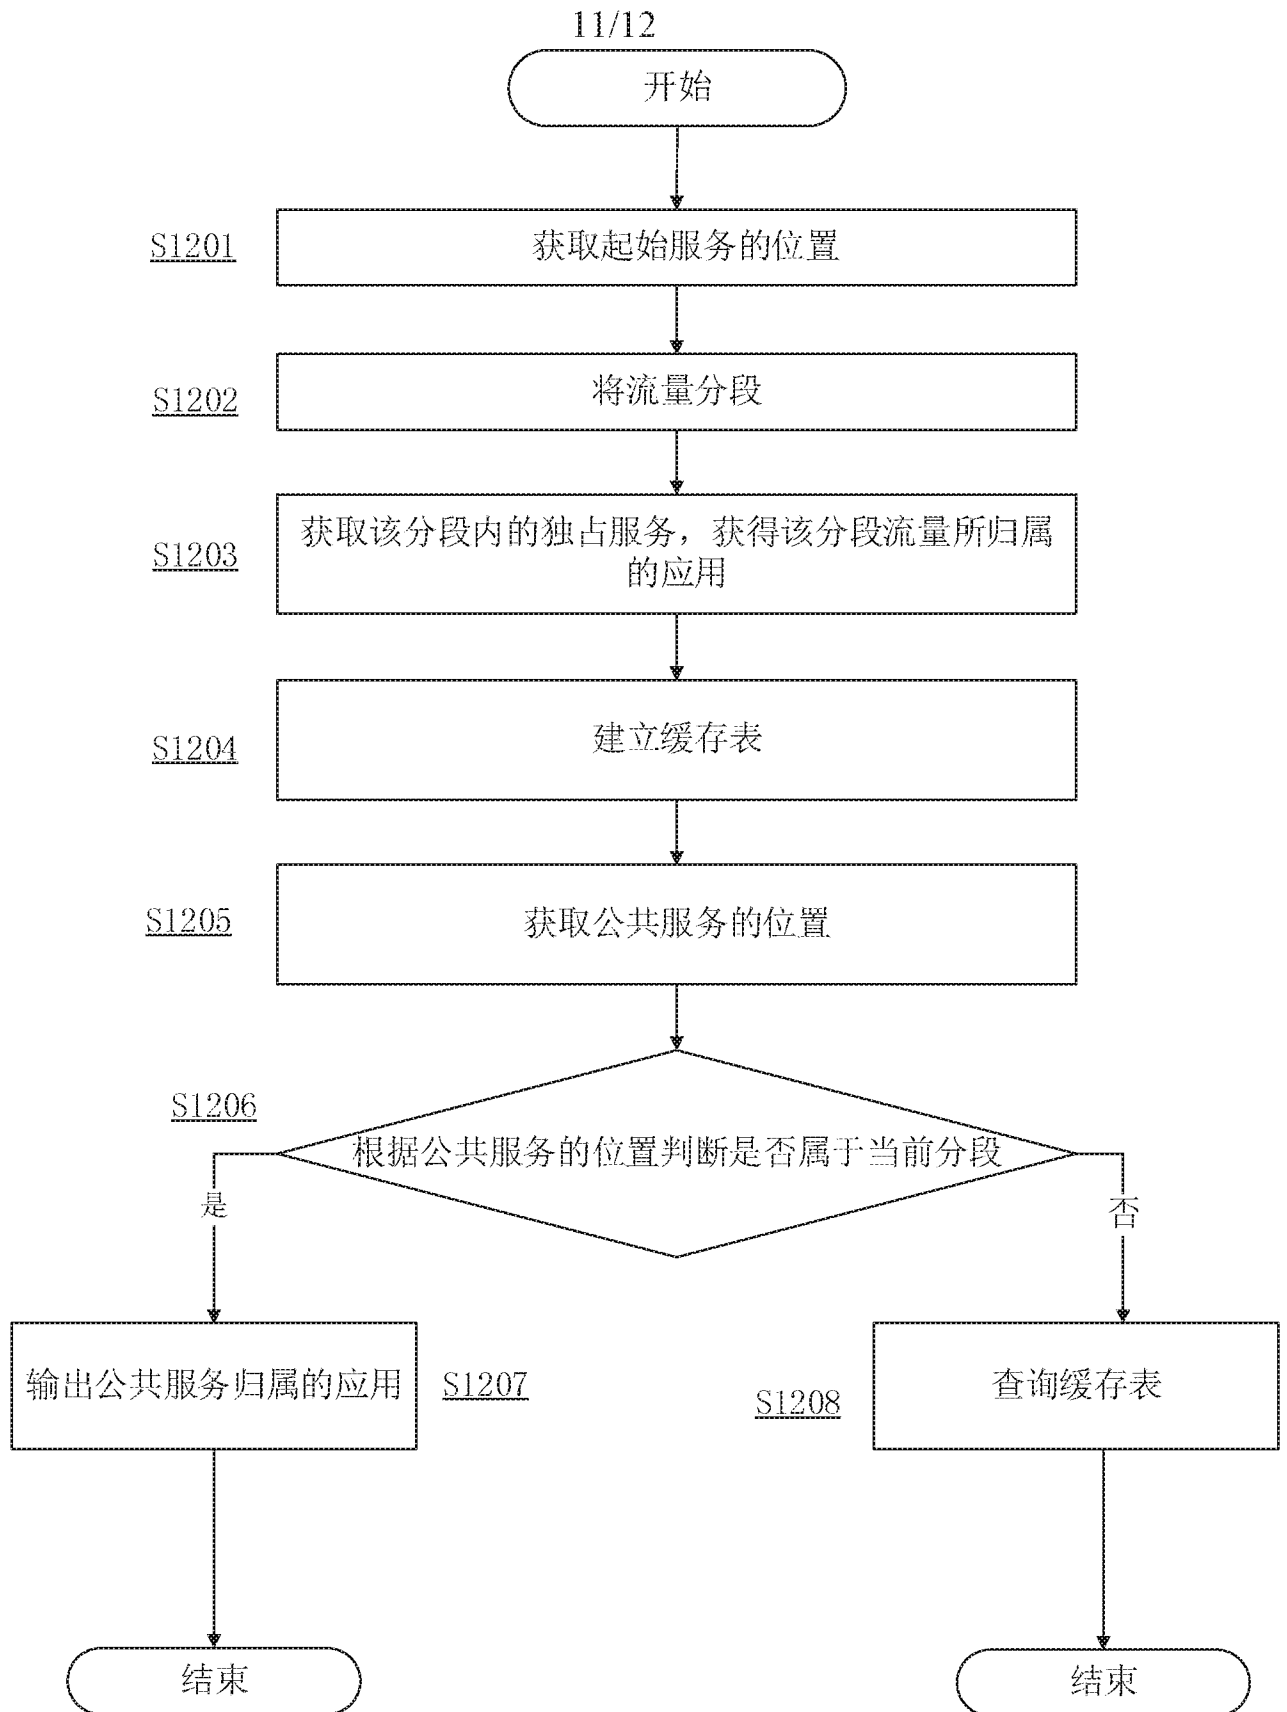 11/12
开始
S1201
获取起始服务的位置
S1202
将流量分段
S1203
获取该分段内的独占服务，获得该分段流量所归属
的应用
S1204
建立缓存表
S1205
获取公共服务的位置
S1206
根据公共服务的位置判断是否属于当前分段
是
否
输出公共服务归属的应用
S1207
S1208
查询缓存表
结束
结束